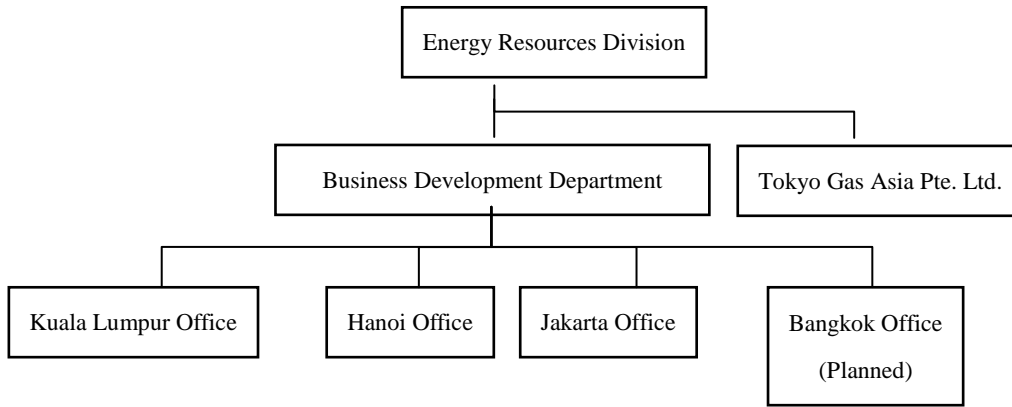 Energy Resources Division
Business Development Department
Tokyo Gas Asia Pte. Ltd.
Kuala Lumpur Office
Hanoi Office
Jakarta Office
Bangkok Office
(Planned)